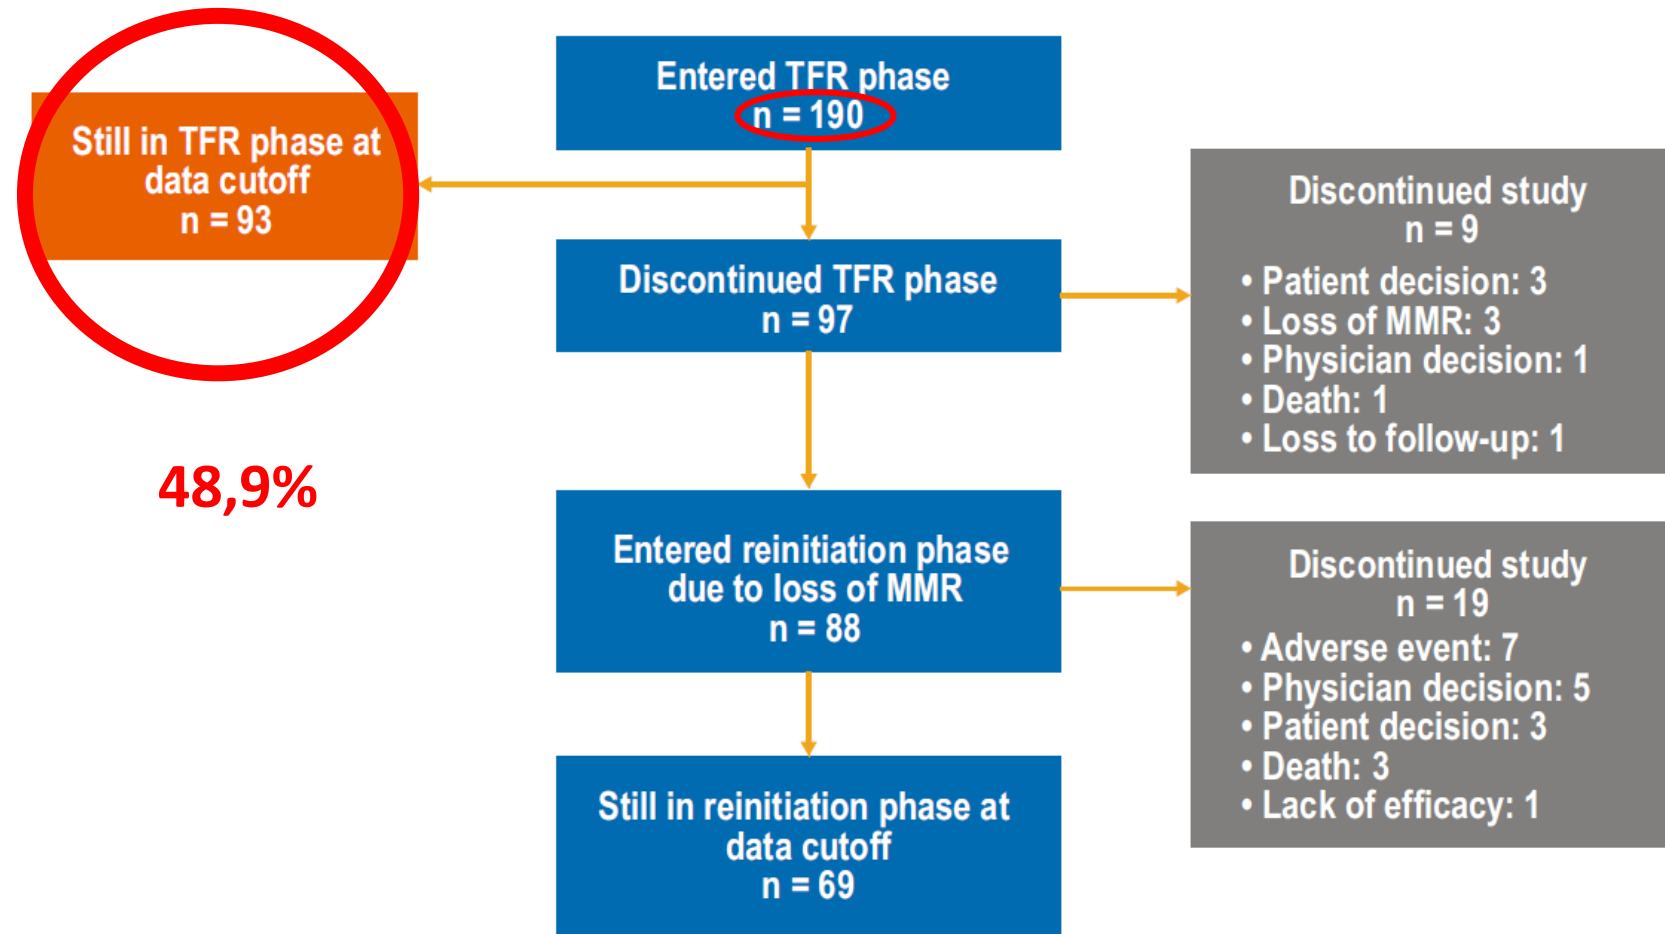 Entered TFR phase
n = 190
Still in TFR phase at
data cutoff
n = 93
48,9%
Discontinued TFR phase
n = 97
Discontinued study
n = 9
• Patient decision: 3
• Loss of MMR: 3
• Physician decision: 1
• Death: 1
• Loss to follow-up: 1
Entered reinitiation phase
due to loss of MMR
n = 88
Discontinued study
n = 19
• Adverse event: 7
• Physician decision: 5
• Patient decision: 3
• Death: 3
• Lack of efficacy: 1
Still in reinitiation phase at
data cutoff
n = 69